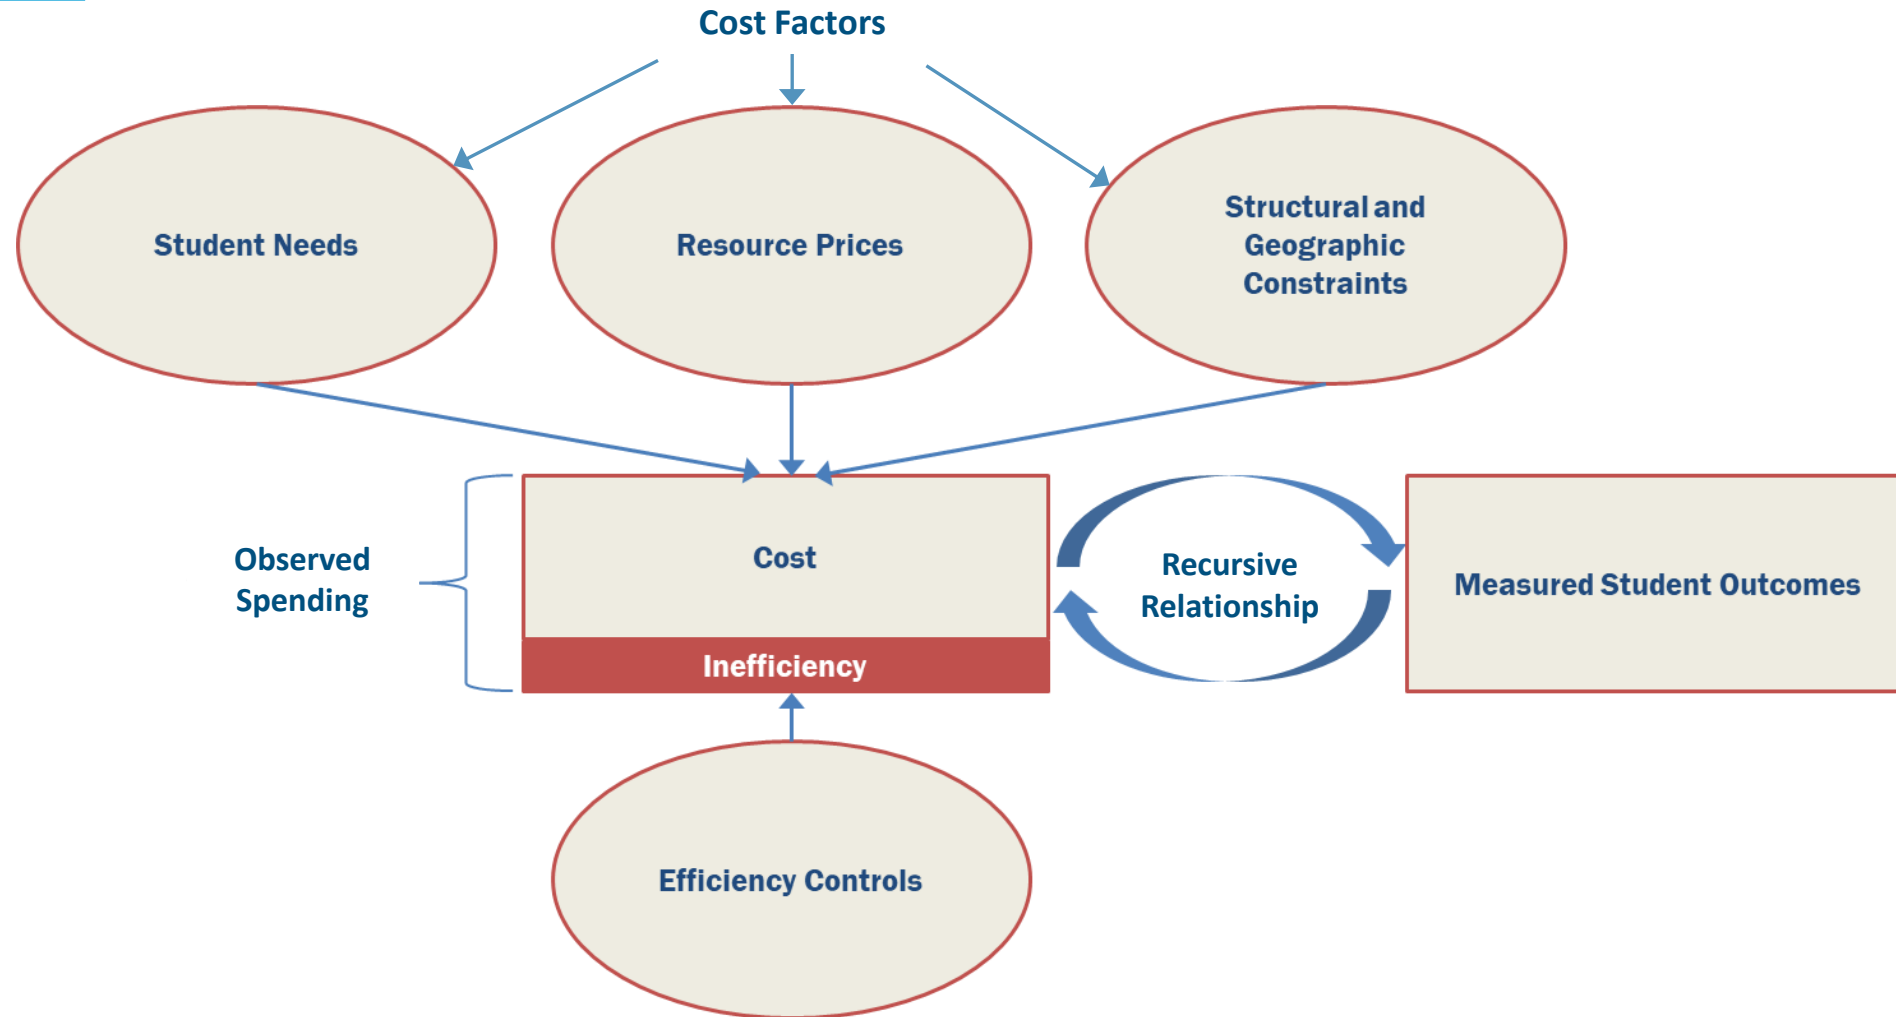 Cost Factors
Student Needs
Resource Prices
Structural and
Geographic
Constraints
Observed
Spending
Cost
Inefficiency
Recursive
Relationship
Measured Student Outcomes
Efficiency Controls